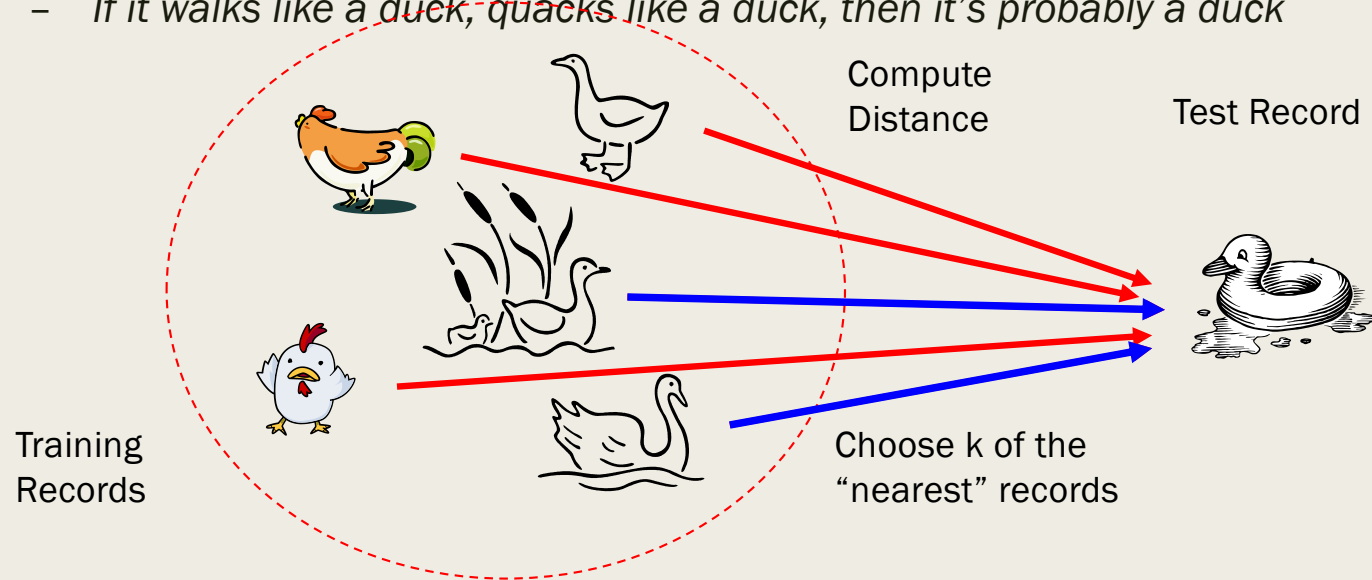 – If it walks like a duck, quacks like a duck, then it's probably a duck
Compute
Distance
Test Record
Training
Records
Choose k of the
“nearest” records